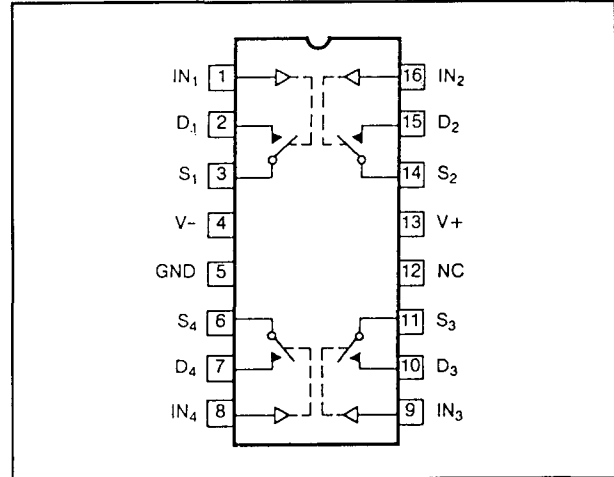 IN1 1 16 IN2
D1 2 15 D2
S1 3 14 S2
V- 4 13 V+
GND 5 12 NC
S4 6 11 S3
D4 7 10 D3
IN4 8 9 IN3